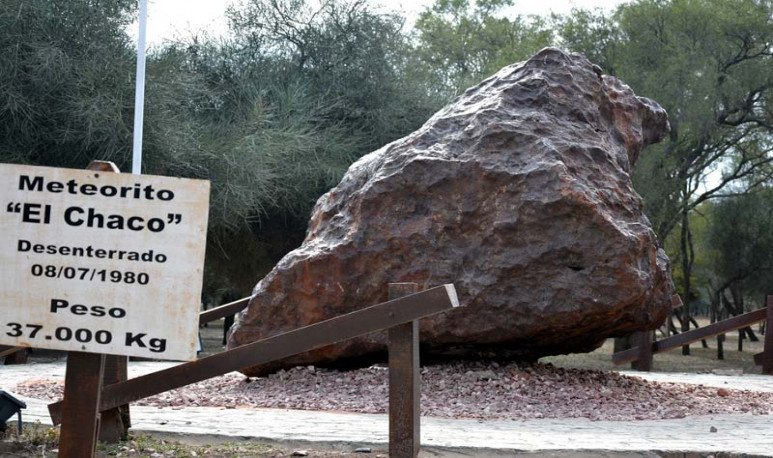 Meteorito
“El Chaco”
Desenterrado
08/07/1980
Peso
37.000 Kg